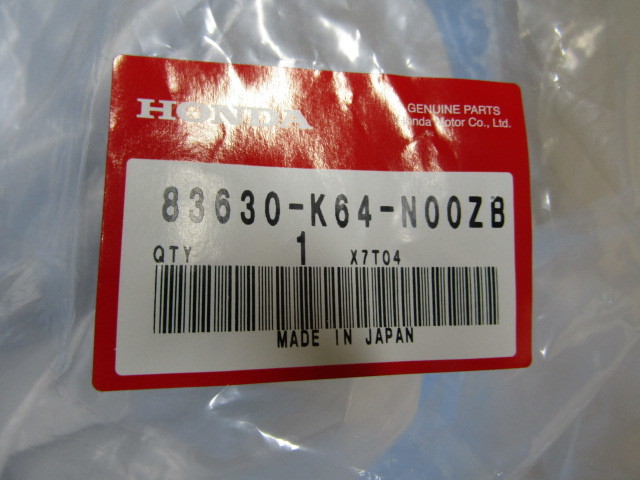 HONDA
GENUINE PARTS
Honda Motor Co., Ltd.
83630-K64-N00ZB
QTY 1 X7T04
MADE IN JAPAN